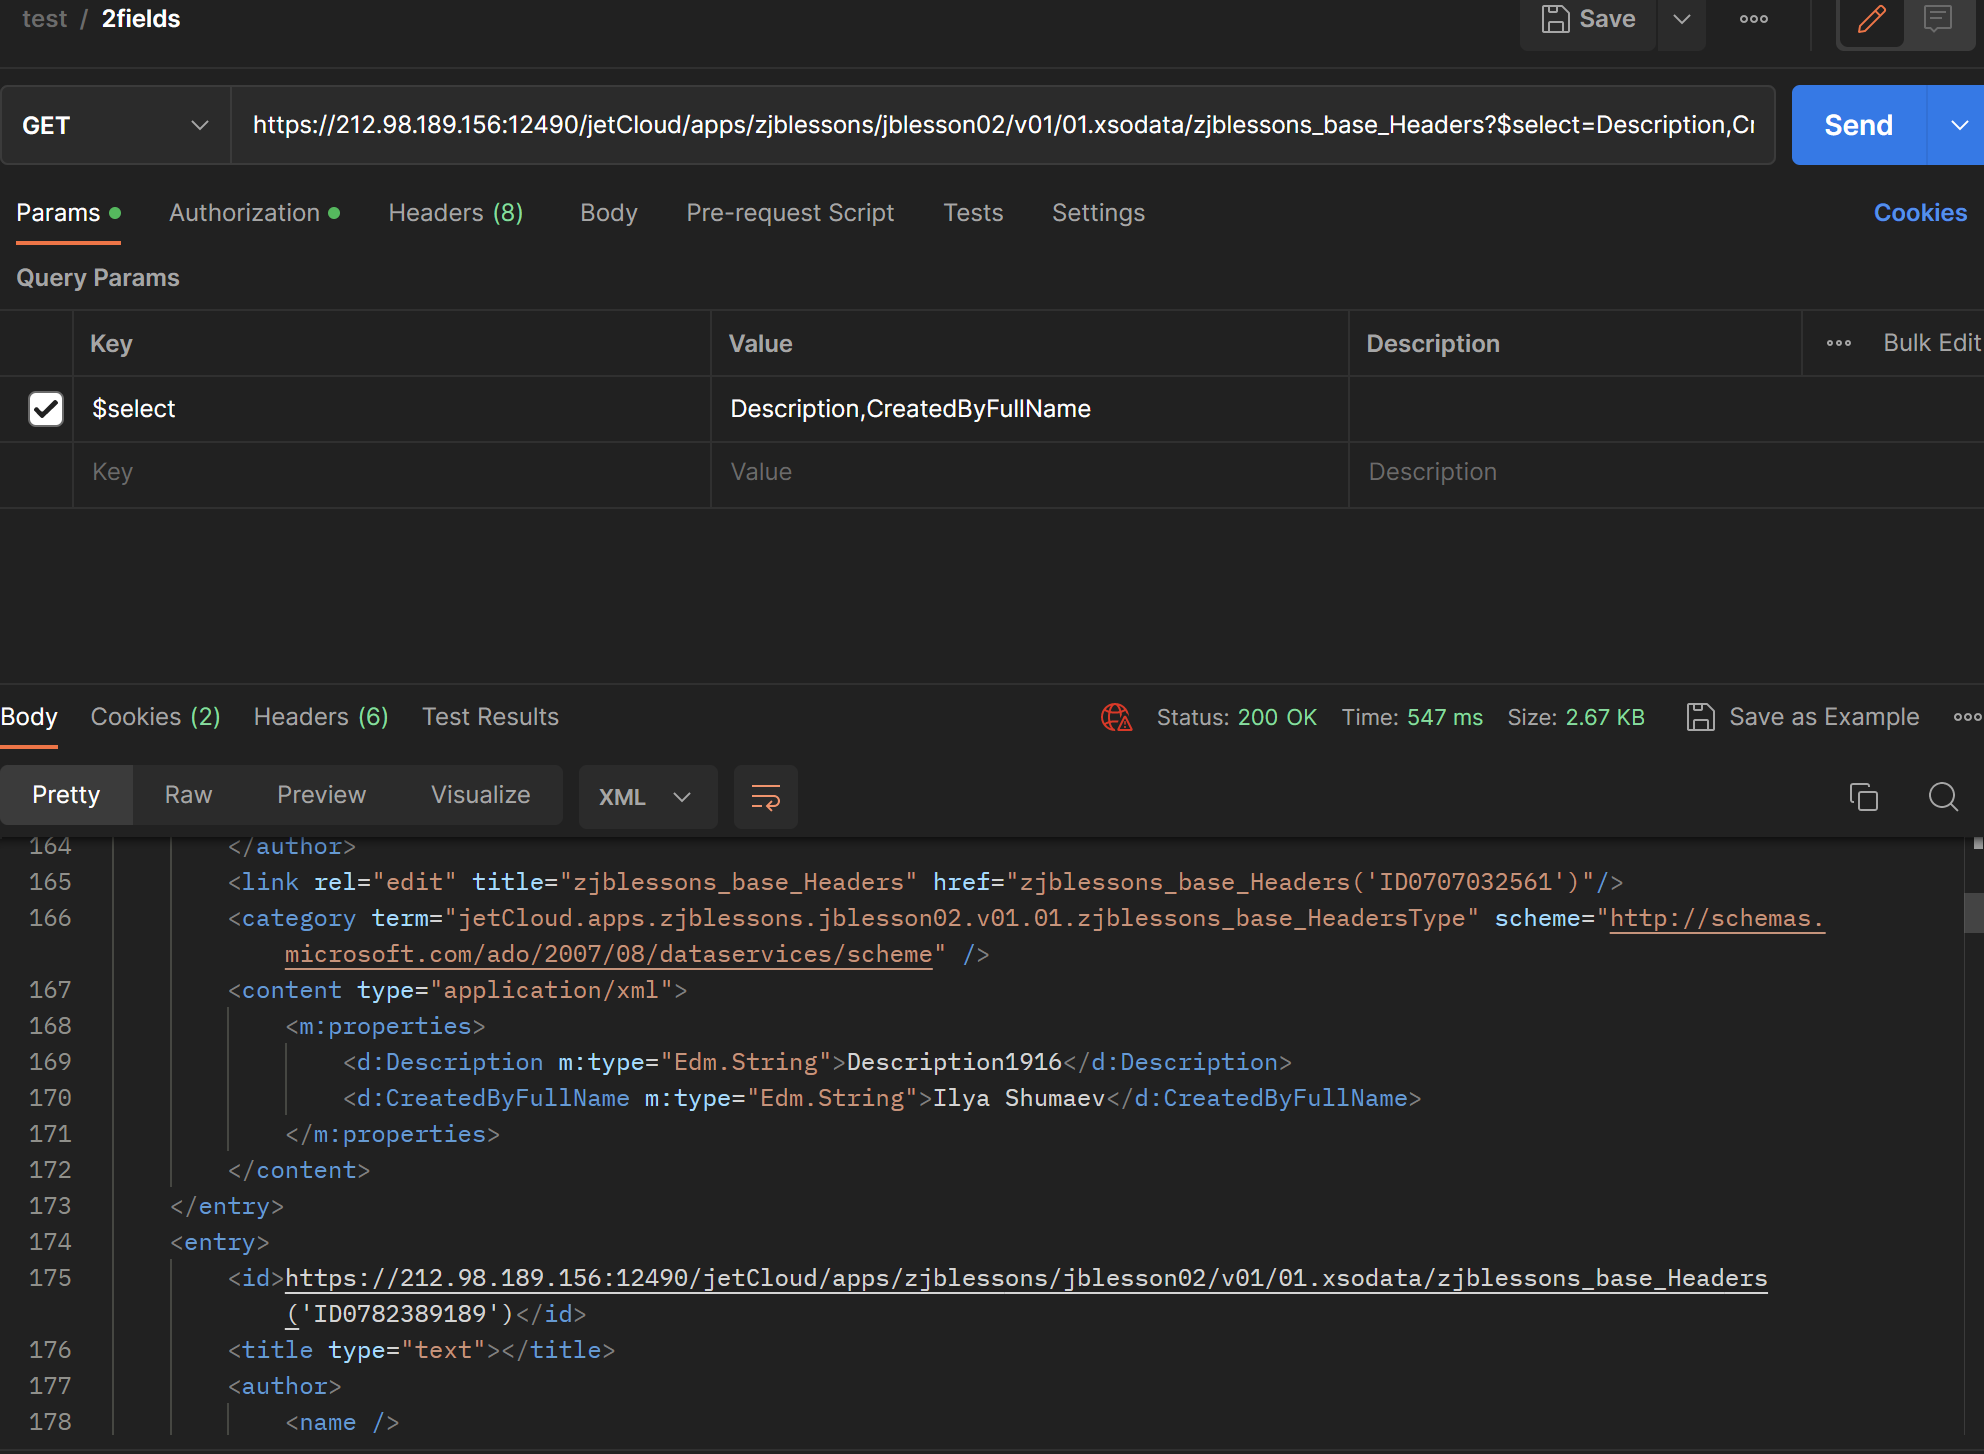 test / 2fields
Save
GET
https://212.98.189.156:12490/jetCloud/apps/zjblessons/jblesson02/v01/01.xsodata/zjblessons_base_Headers?$select=Description,Cr
Send
Params
Authorization
Headers (8)
Body
Pre-request Script
Tests
Settings
Cookies
Query Params
Key
Value
Description
Bulk Edit
$select
Description,CreatedByFullName
Key
Value
Description
Body
Cookies (2)
Headers (6)
Test Results
Status: 200 OK
Time: 547 ms
Size: 2.67 KB
Save as Example
Pretty
Raw
Preview
Visualize
XML
164 </author>
165 <link rel="edit" title="zjblessons_base_Headers" href="zjblessons_base_Headers('ID0707032561')"/>
166 <category term="jetCloud.apps.zjblessons.jblesson02.v01.01.zjblessons_base_HeadersType" scheme="http://schemas.
microsoft.com/ado/2007/08/dataservices/scheme" />
167 <content type="application/xml">
168 <m:properties>
169 <d:Description m:type="Edm.String">Description1916</d:Description>
170 <d:CreatedByFullName m:type="Edm.String">Ilya Shumaev</d:CreatedByFullName>
171 </m:properties>
172 </content>
173 </entry>
174 <entry>
175 <id>https://212.98.189.156:12490/jetCloud/apps/zjblessons/jblesson02/v01/01.xsodata/zjblessons_base_Headers
('ID0782389189')</id>
176 <title type="text"></title>
177 <author>
178 <name />